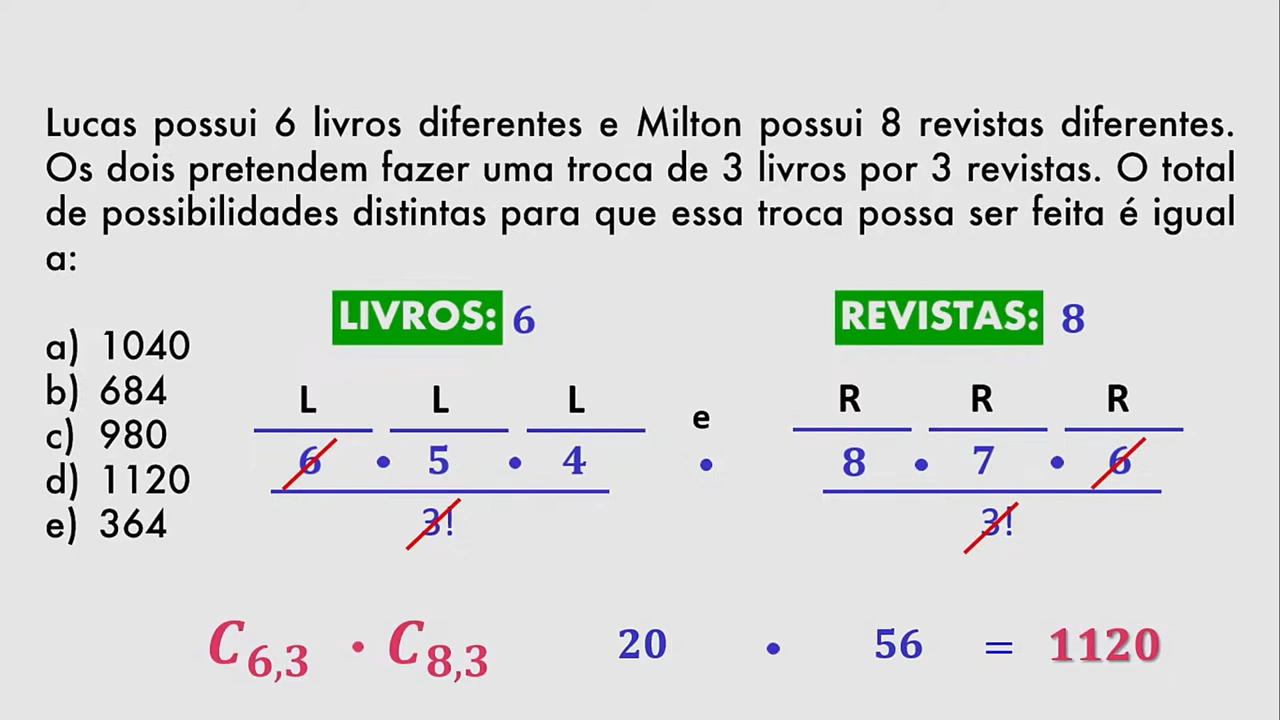 Lucas possui 6 livros diferentes e Milton possui 8 revistas diferentes.
Os dois pretendem fazer uma troca de 3 livros por 3 revistas. O total
de possibilidades distintas para que essa troca possa ser feita é igual
a:
LIVROS: 6 REVISTAS: 8
a) 1040
b) 684
c) 980
d) 1120
e) 364
L L L e R R R
6 • 5 • 4 • 8 • 7 • 6
3! 3!
C6,3 • C8,3 20 • 56 = 1120